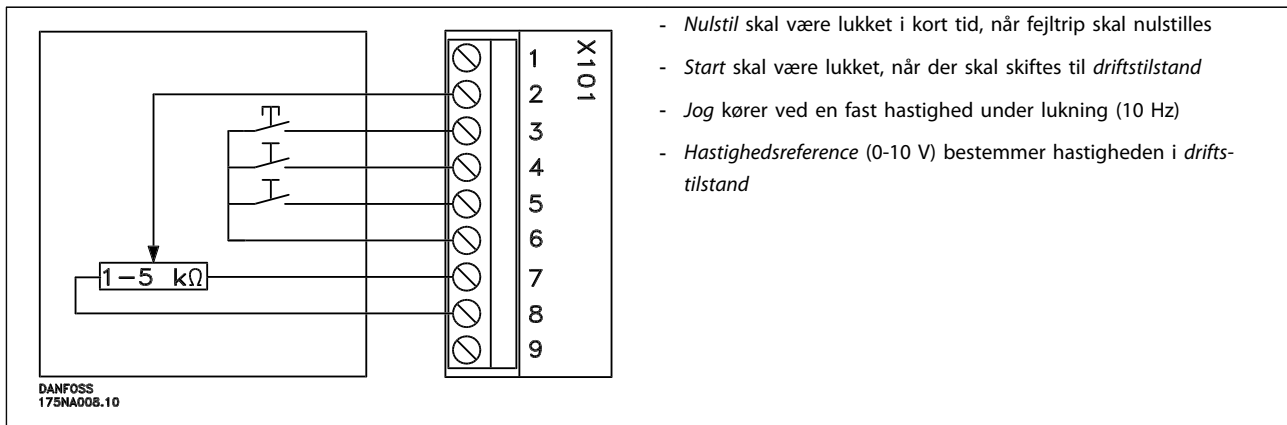 1
2
3
4
5
6
7
8
9
X101
1-5 kΩ
DANFOSS
175NA008.10
- Nulstil skal være lukket i kort tid, når fejltrip skal nulstilles
- Start skal være lukket, når der skal skiftes til driftstilstand
- Jog kører ved en fast hastighed under lukning (10 Hz)
- Hastighedsreference (0-10 V) bestemmer hastigheden i drifts-
tilstand